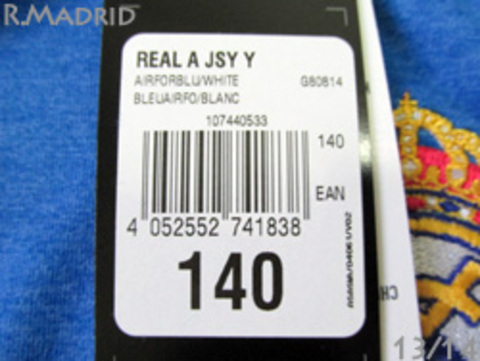 R.MADRID
REAL A JSY Y
AIRFORBLU/WHITE G80814
BLEUAIRFO/BLANC
107440533
140
EAN
4 052552 741838
140
13/14